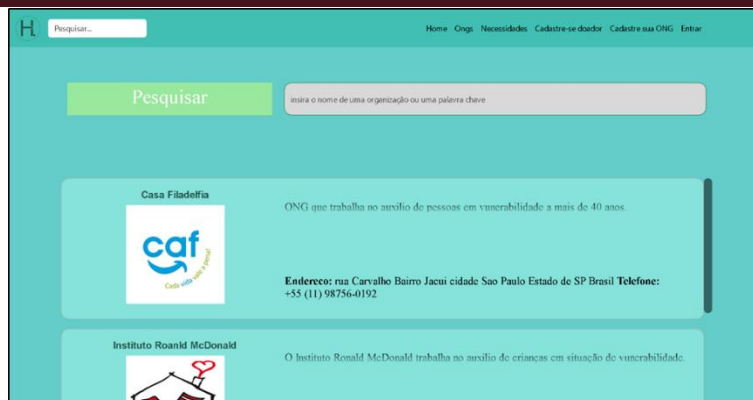 H
Pesquisar...
Home Ongs Necessidades Cadastre-se doador Cadastre sua ONG Entrar
Pesquisar
insira o nome de uma organização ou uma palavra chave
Casa Filadelfia
ONG que trabalha no auxilio de pessoas em vunerabilidade a mais de 40 anos.
caf
Cada vida vale a pena!
Endereco: rua Carvalho Bairro Jacui cidade Sao Paulo Estado de SP Brasil Telefone:
+55 (11) 98756-0192
Instituto Roanld McDonald
O Instituto Ronald McDonald trabalha no auxilio de crianças em situação de vunerabilidade.